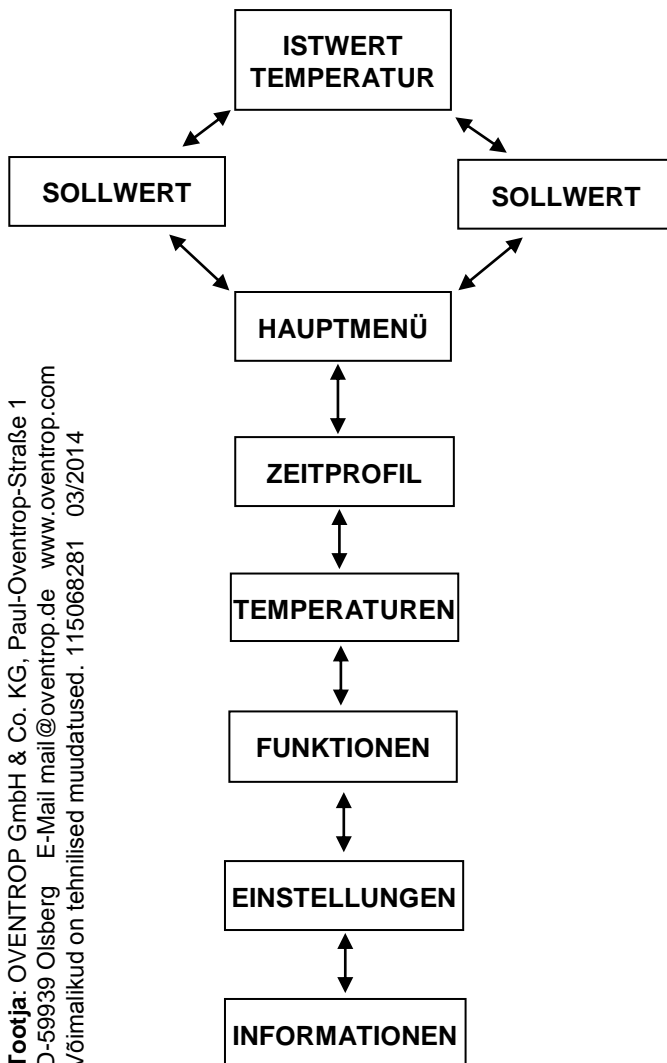 ISTWERT
TEMPERATUR
SOLLWERT
SOLLWERT
HAUPTMENÜ
ZEITPROFIL
TEMPERATUREN
FUNKTIONEN
EINSTELLUNGEN
INFORMATIONEN
Tootja: OVENTROP GmbH & Co. KG, Paul-Oventrop-Straße 1
D-59939 Olsberg E-Mail mail@oventrop.de www.oventrop.com
Võimalikud on tehnilised muudatused. 115068281 03/2014